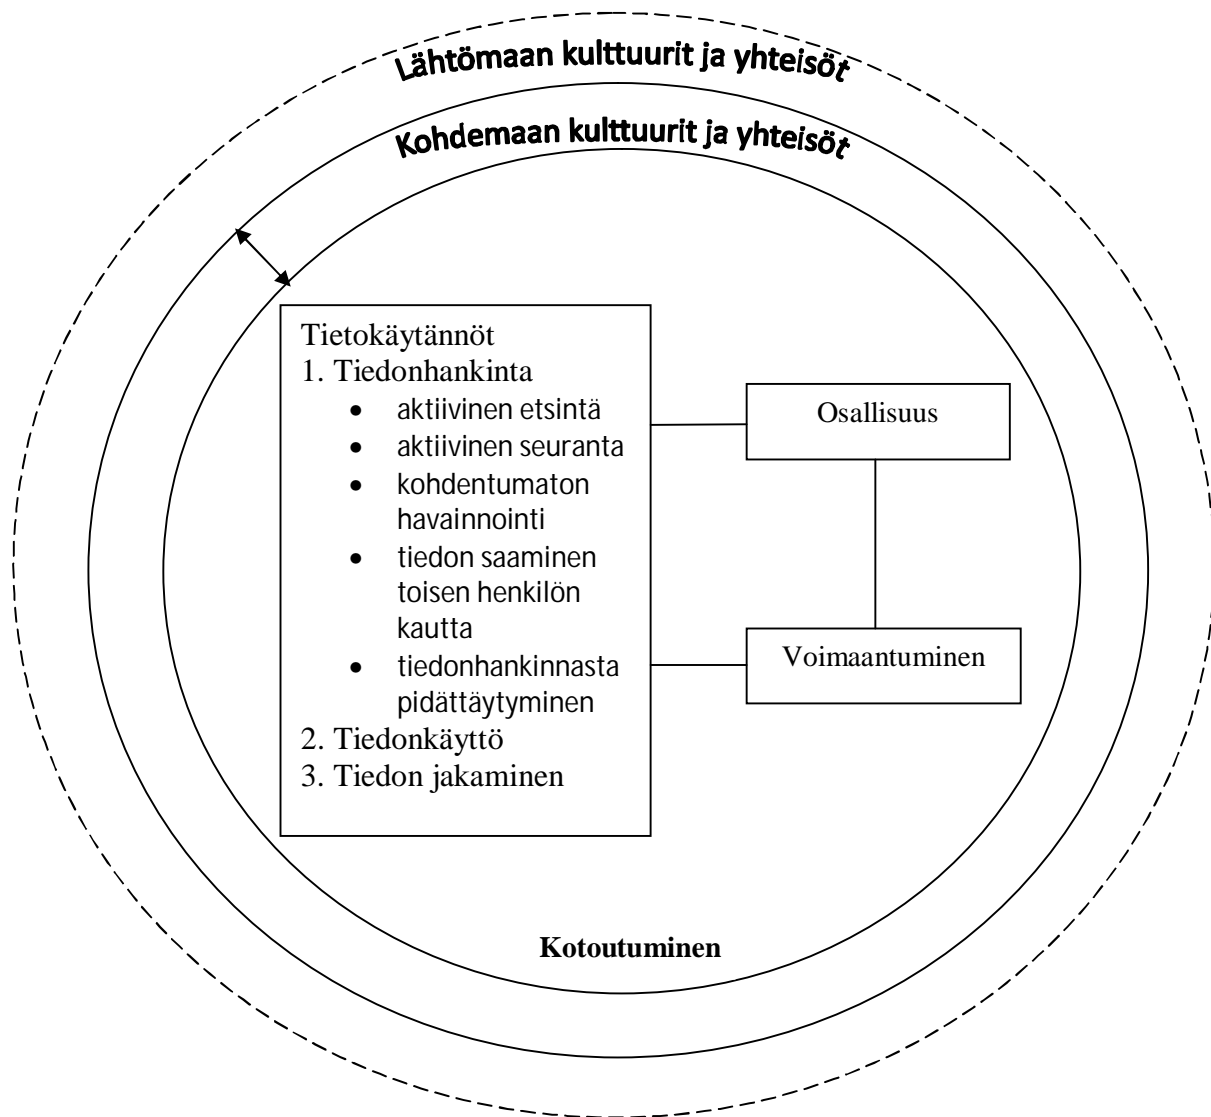 Lähtömaan kulttuurit ja yhteisöt
Kohdemaan kulttuurit ja yhteisöt
Tietokäytännöt
1. Tiedonhankinta
• aktiivinen etsintä
• aktiivinen seuranta
• kohdentumaton
havainnointi
• tiedon saaminen
toisen henkilön
kautta
• tiedonhankinnasta
pidättäytyminen
2. Tiedonkäyttö
3. Tiedon jakaminen
Osallisuus
Voimaantuminen
Kotoutuminen